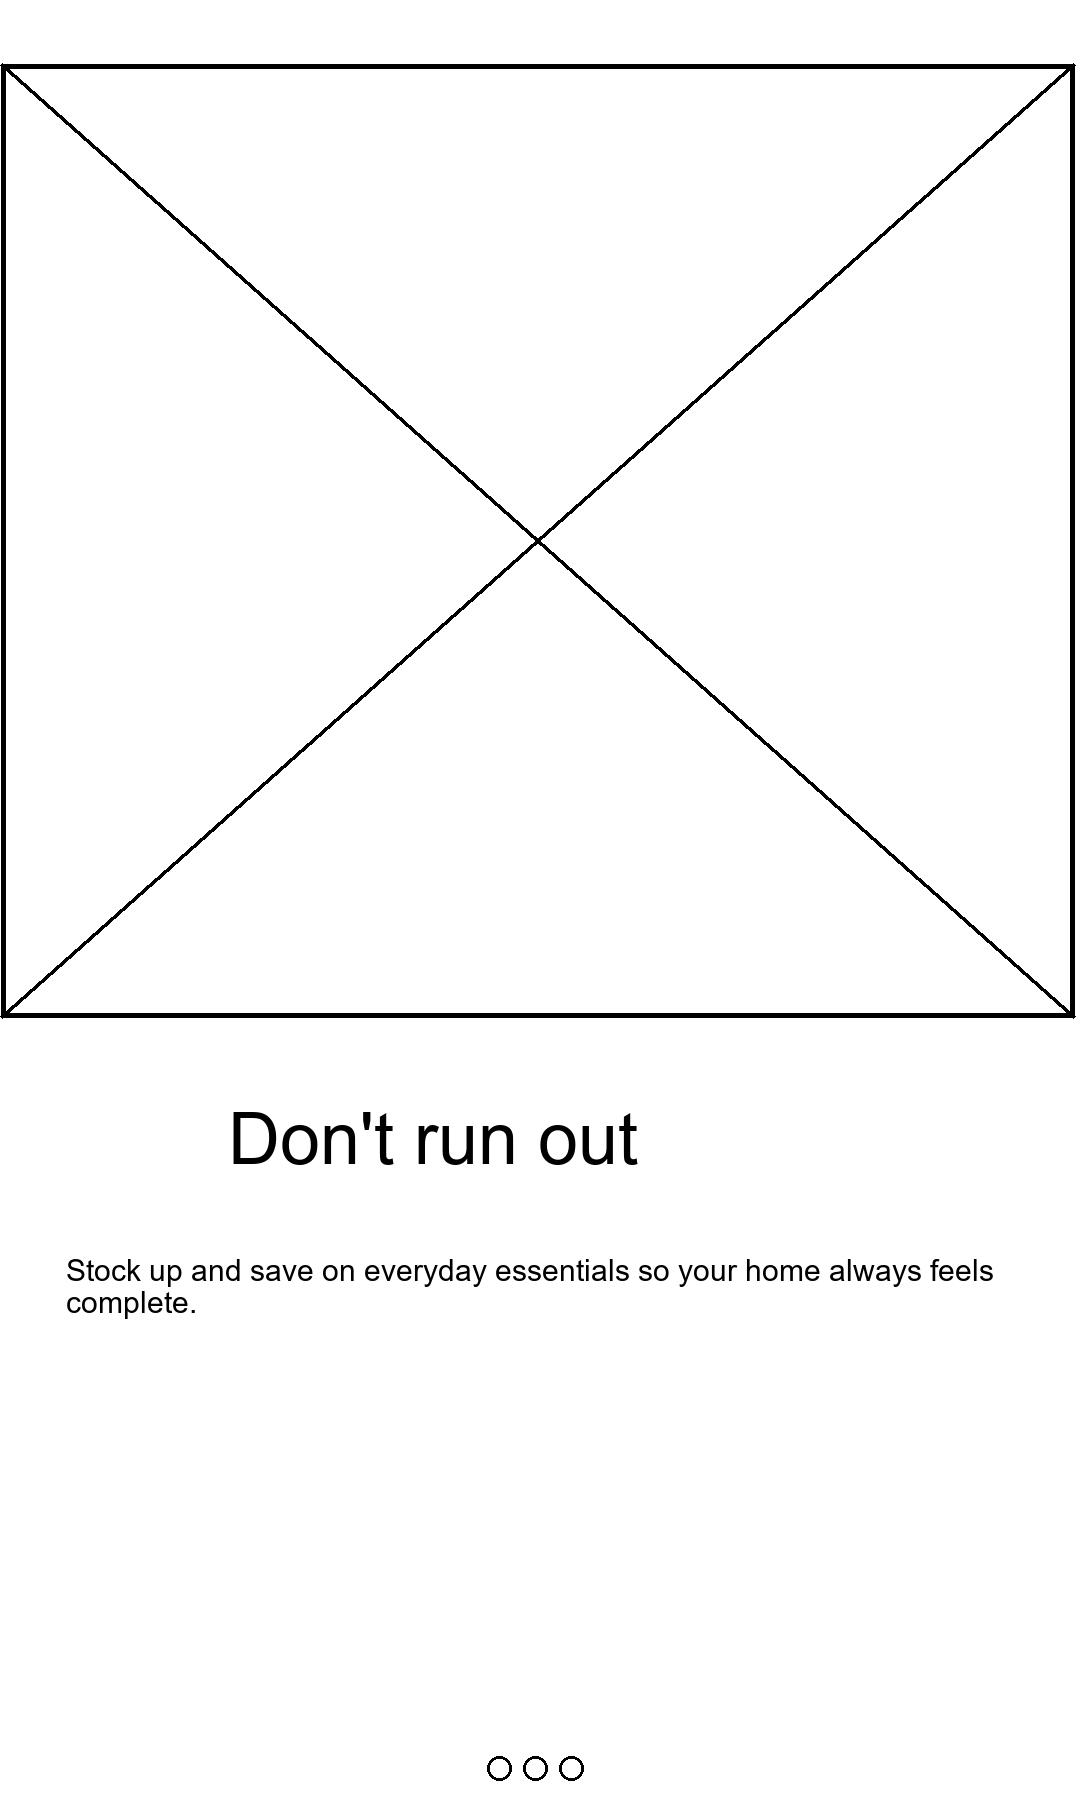 Don't run out
Stock up and save on everyday essentials so your home always feels
complete.